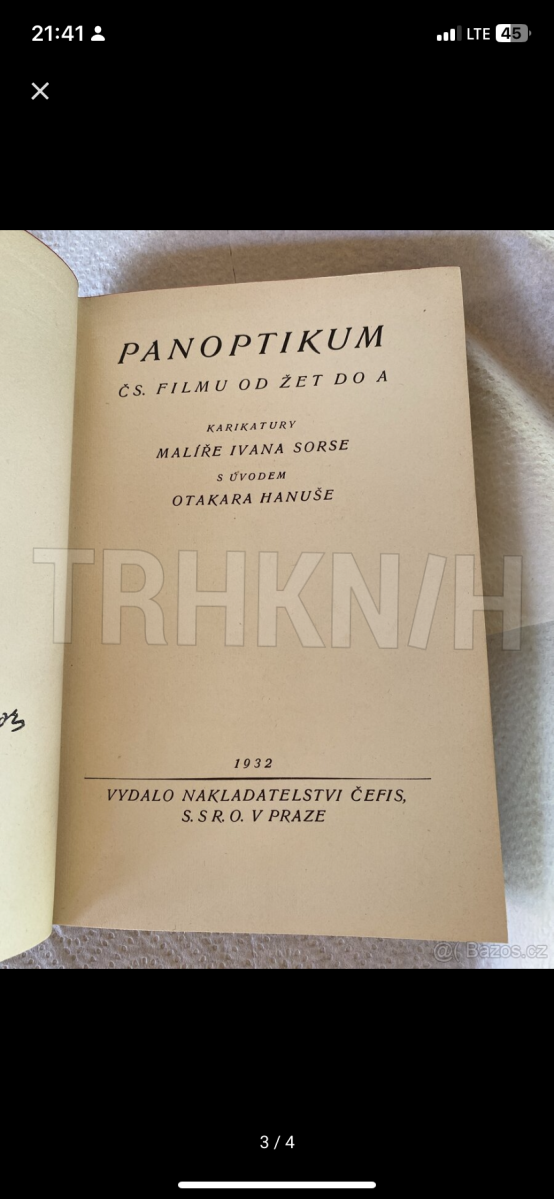 21:41
LTE 45
PANOPTIKUM
ČS. FILMU OD ŽET DO A
KARIKATURY
MALÍŘE IVANA SORSE
S ÚVODEM
OTAKARA HANUŠE
TRHKN/H
1932
VYDALO NAKLADATELSTVI ČEFIS,
S. S R. O. V PRAZE
Bazos.cz
3 / 4